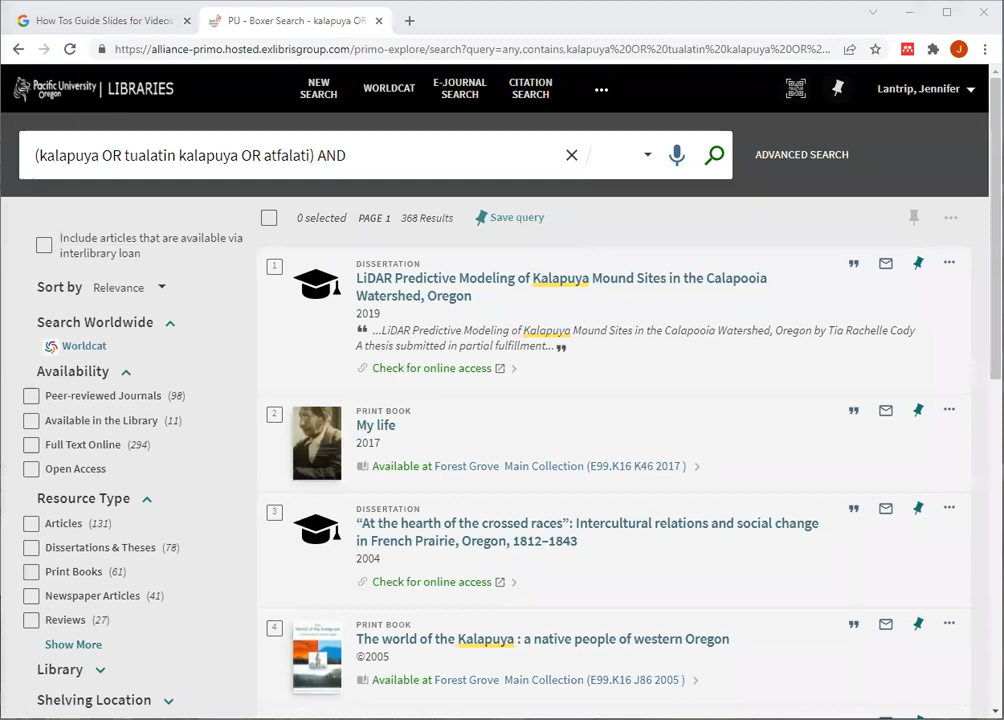 How Tos Guide Slides for Videos
PU - Boxer Search - kalapuya OR
https://alliance-primo.hosted.exlibrisgroup.com/primo-explore/search?query=any,contains,kalapuya%20OR%20tualatin%20kalapuya%20OR%2...
J
Pacific University Oregon | LIBRARIES
NEW SEARCH
WORLDCAT
E-JOURNAL SEARCH
CITATION SEARCH
Lantrip, Jennifer
(kalapuya OR tualatin kalapuya OR atfalati) AND
ADVANCED SEARCH
0 selected PAGE 1 368 Results Save query
Include articles that are available via
interlibrary loan
Sort by Relevance
Search Worldwide
Worldcat
Availability
Peer-reviewed Journals (98)
Available in the Library (11)
Full Text Online (294)
Open Access
Resource Type
Articles (131)
Dissertations & Theses (78)
Print Books (61)
Newspaper Articles (41)
Reviews (27)
Show More
Library
Shelving Location
1
DISSERTATION
LiDAR Predictive Modeling of Kalapuya Mound Sites in the Calapooia
Watershed, Oregon
2019
...LiDAR Predictive Modeling of Kalapuya Mound Sites in the Calapooia Watershed, Oregon by Tia Rachelle Cody
A thesis submitted in partial fulfillment...
Check for online access
2
PRINT BOOK
My life
2017
Available at Forest Grove Main Collection (E99.K16 K46 2017 )
3
DISSERTATION
“At the hearth of the crossed races”: Intercultural relations and social change
in French Prairie, Oregon, 1812–1843
2004
Check for online access
4
PRINT BOOK
The world of the Kalapuya : a native people of western Oregon
©2005
Available at Forest Grove Main Collection (E99.K16 J86 2005 )